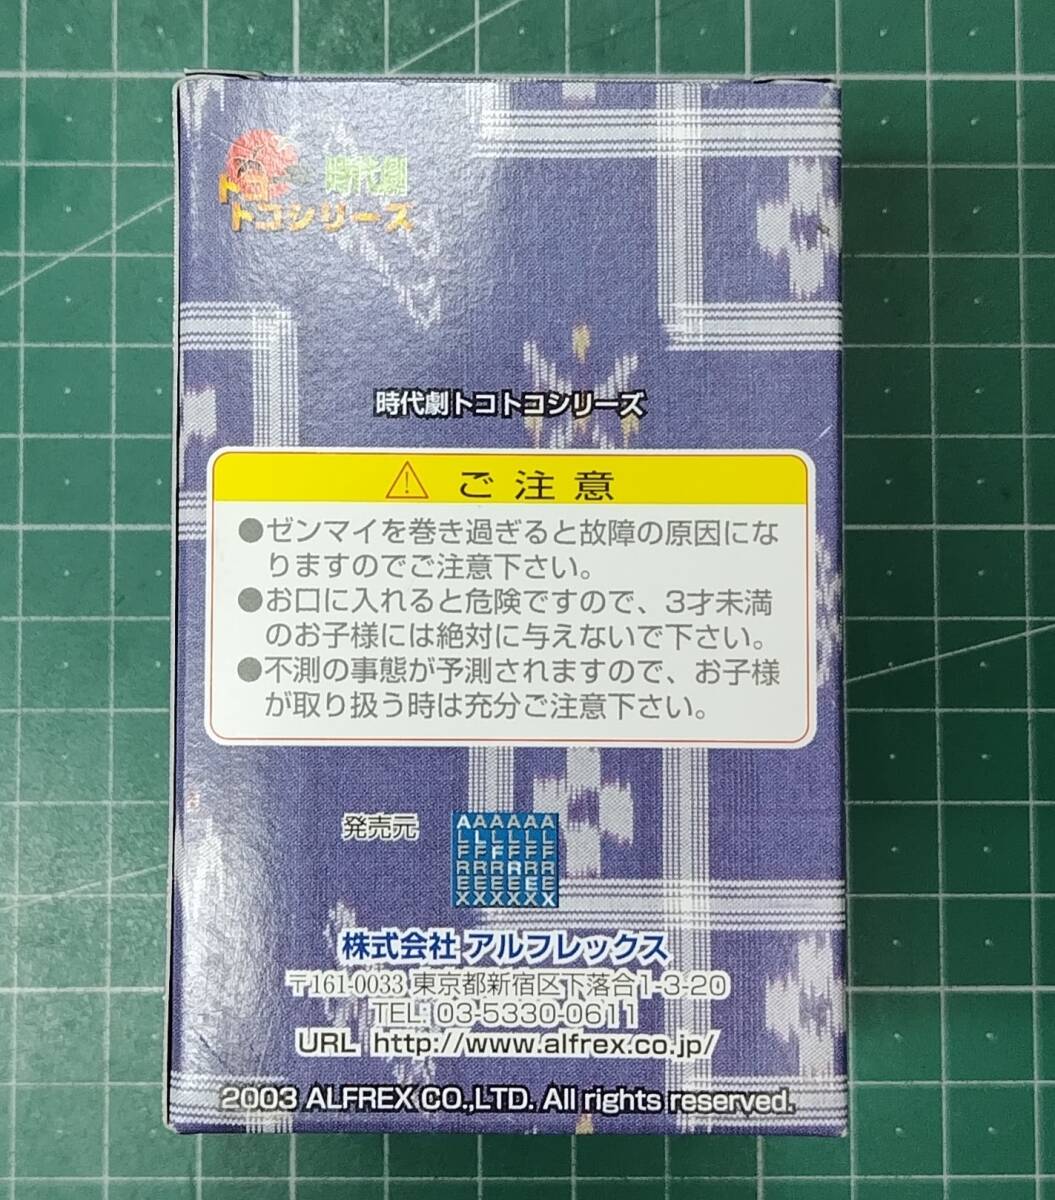 時代劇
トコ
トコシリーズ
時代劇トコトコシリーズ
ご注意
●ゼンマイを巻き過ぎると故障の原因にな
りますのでご注意下さい。
●お口に入れると危険ですので、3才未満
のお子様には絶対に与えないで下さい。
●不測の事態が予測されますので、お子様
が取り扱う時は充分ご注意下さい。
発売元
AAAAAA
LLLLLL
FFFFFF
RRRRRR
EEEEEE
XXXXXX
株式会社 アルフレックス
〒161-0033 東京都新宿区下落合1-3-20
TEL 03-5330-0611
URL http://www.alfrex.co.jp/
2003 ALFREX CO.,LTD. All rights reserved.